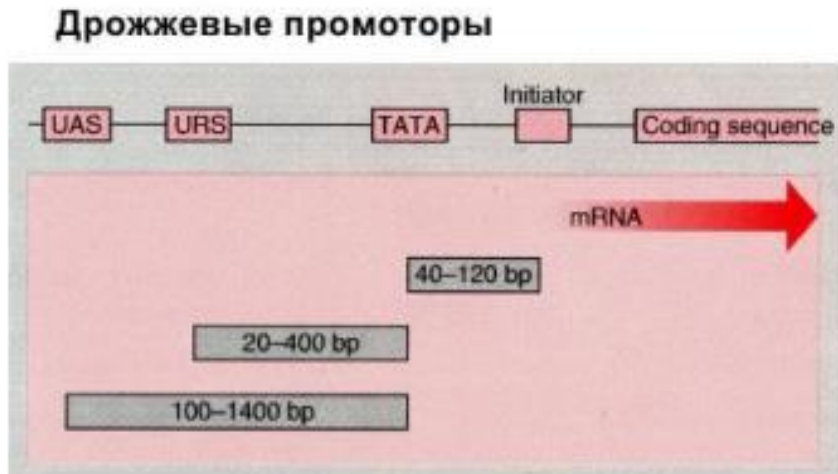 Дрожжевые промоторы
Initiator
UAS URS TATA Coding sequence
mRNA
40–120 bp
20–400 bp
100–1400 bp